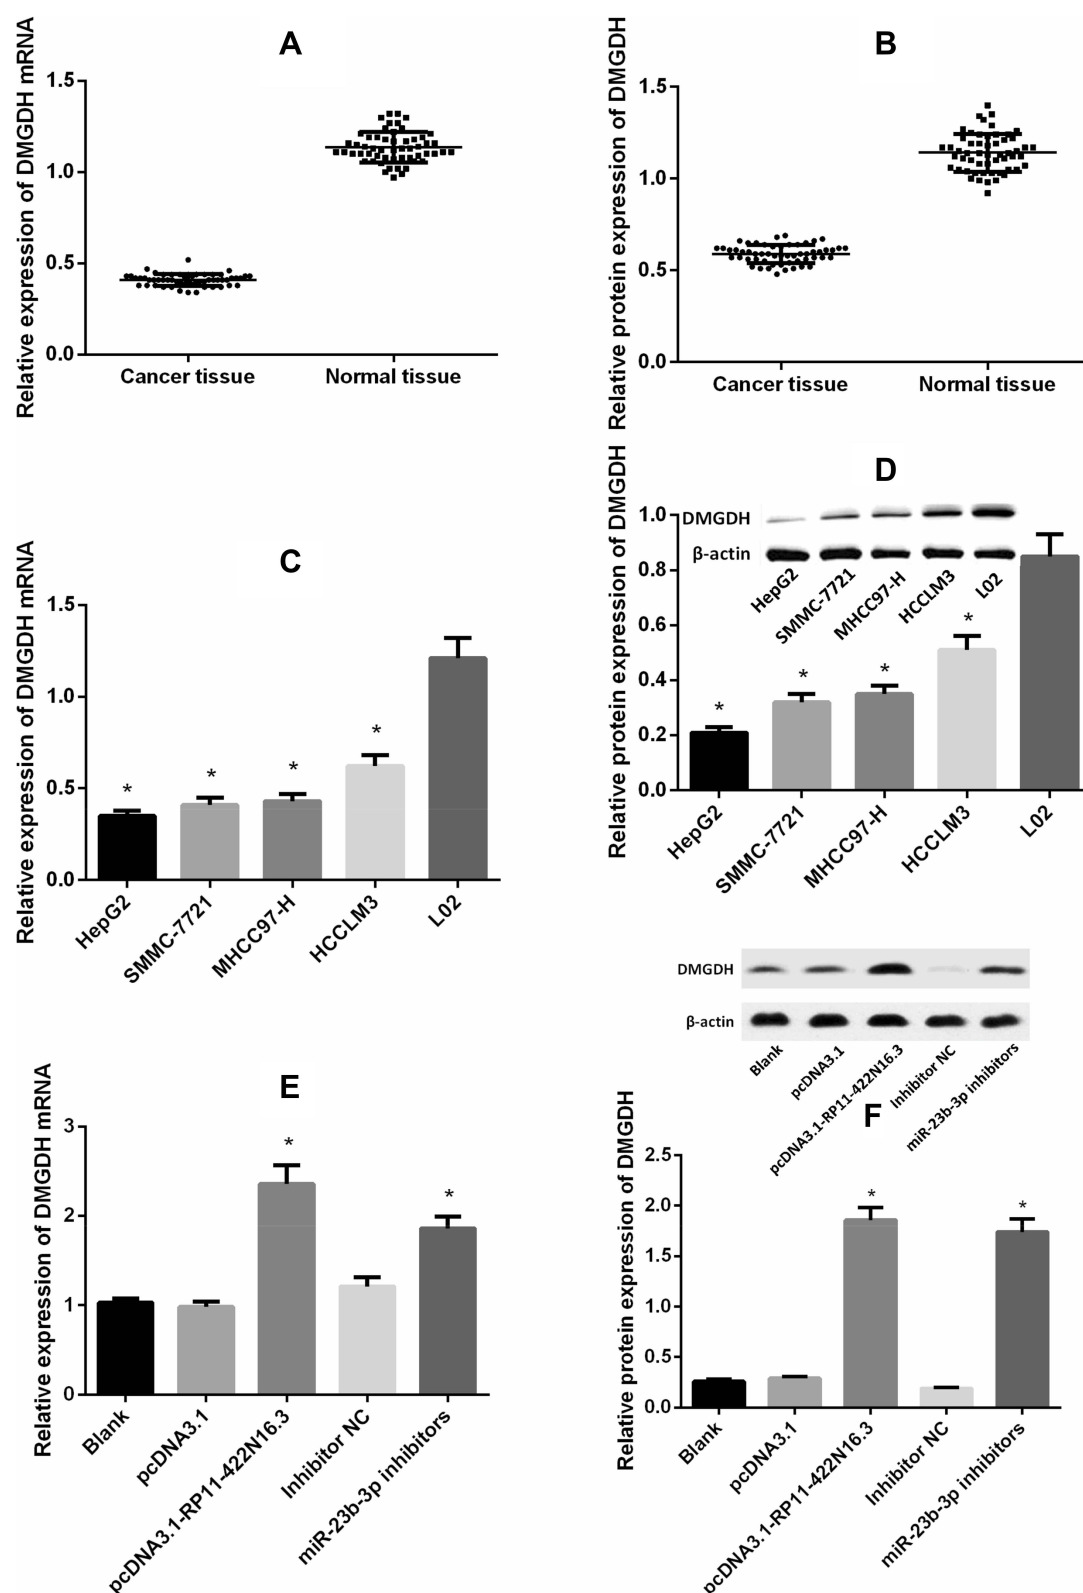 A
Relative expression of DMGDH mRNA
1.5
1.0
0.5
0.0
Cancer tissue
Normal tissue
B
Relative protein expression of DMGDH
1.5
1.0
0.5
0.0
Cancer tissue
Normal tissue
C
Relative expression of DMGDH mRNA
1.5
1.0
0.5
0.0
*
*
*
*
HepG2
SMMC-7721
MHCC97-H
HCCLM3
L02
D
Relative protein expression of DMGDH
1.0
0.8
0.6
0.4
0.2
0.0
DMGDH
β-actin
HepG2
SMMC-7721
MHCC97-H
HCCLM3
L02
*
*
*
*
HepG2
SMMC-7721
MHCC97-H
HCCLM3
L02
E
Relative expression of DMGDH mRNA
3
2
1
0
*
*
Blank
pcDNA3.1
pcDNA3.1-RP11-422N16.3
Inhibitor NC
miR-23b-3p inhibitors
DMGDH
β-actin
Blank
pcDNA3.1
pcDNA3.1-RP11-422N16.3
Inhibitor NC
miR-23b-3p inhibitors
F
Relative protein expression of DMGDH
2.5
2.0
1.5
1.0
0.5
0.0
*
*
Blank
pcDNA3.1
pcDNA3.1-RP11-422N16.3
Inhibitor NC
miR-23b-3p inhibitors